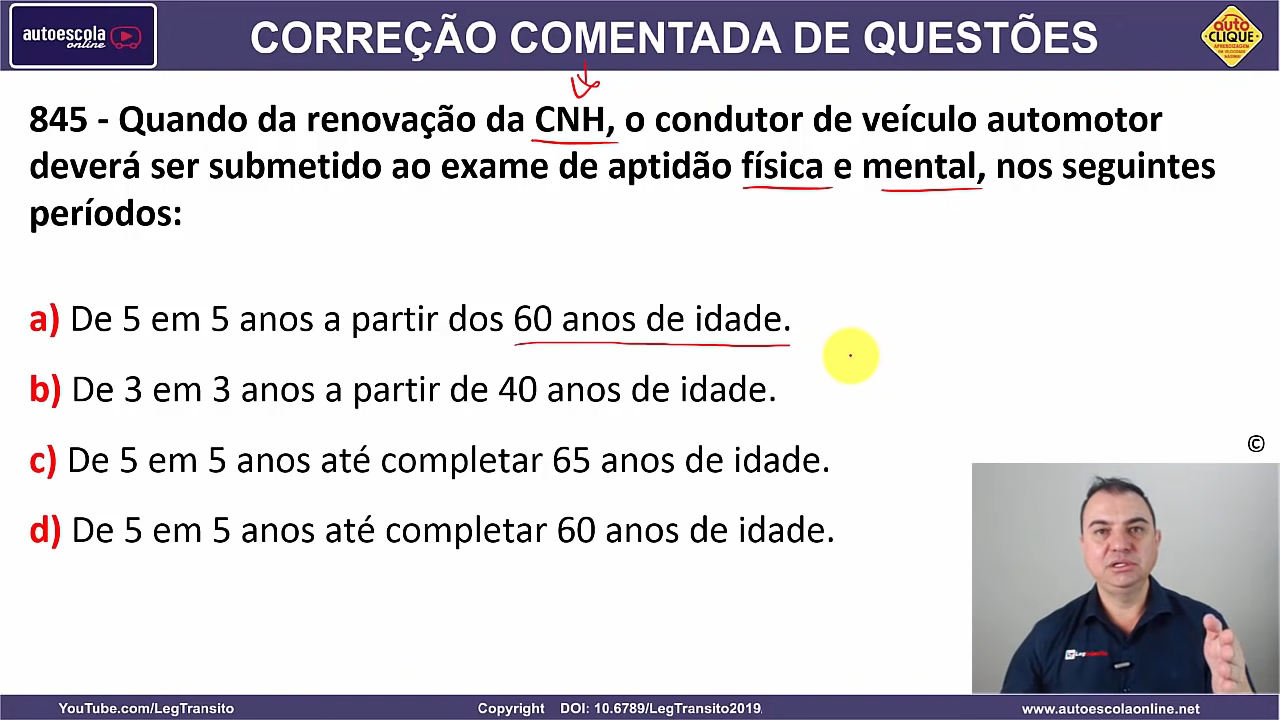 autoescola
online
CORREÇÃO COMENTADA DE QUESTÕES
auto
CLIQUE
845 - Quando da renovação da CNH, o condutor de veículo automotor
deverá ser submetido ao exame de aptidão física e mental, nos seguintes
períodos:
a) De 5 em 5 anos a partir dos 60 anos de idade.
b) De 3 em 3 anos a partir de 40 anos de idade.
c) De 5 em 5 anos até completar 65 anos de idade.
d) De 5 em 5 anos até completar 60 anos de idade.
©
LegTransito
YouTube.com/LegTransito Copyright DOI: 10.6789/LegTransito2019. www.autoescolaonline.net